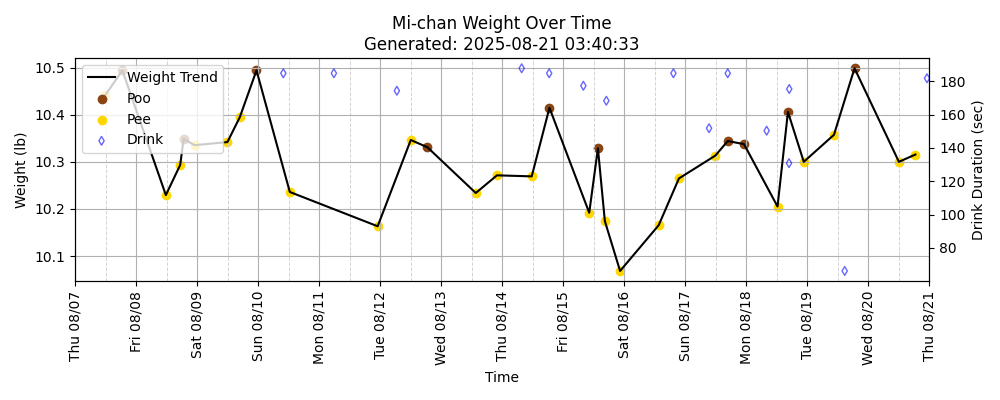 Mi-chan Weight Over Time
Generated: 2025-08-21 03:40:33
Weight (lb)
10.5
10.4
10.3
10.2
10.1
Weight Trend
Poo
Pee
Drink
180
160
140
120
100
80
Drink Duration (sec)
Thu 08/07
Fri 08/08
Sat 08/09
Sun 08/10
Mon 08/11
Tue 08/12
Wed 08/13
Thu 08/14
Fri 08/15
Sat 08/16
Sun 08/17
Mon 08/18
Tue 08/19
Wed 08/20
Thu 08/21
Time